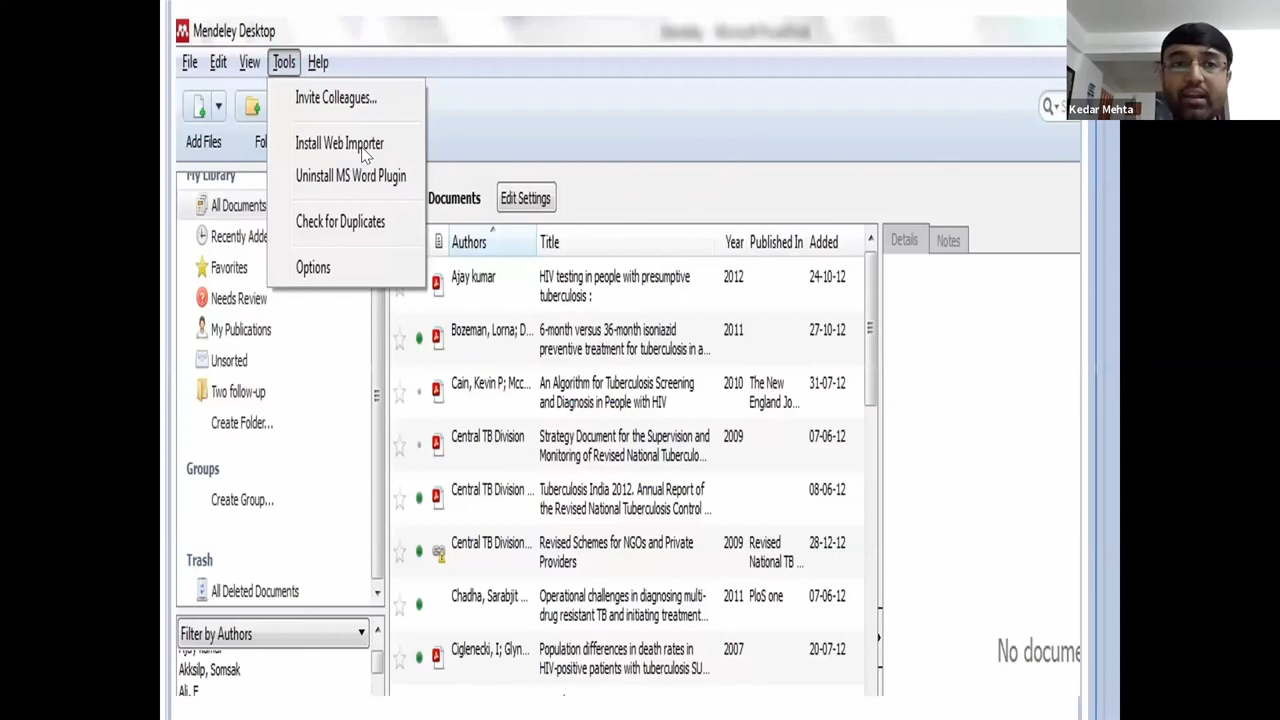 Mendeley Desktop
File Edit View Tools Help
Invite Colleagues...
Install Web Importer
Uninstall MS Word Plugin
Check for Duplicates
Options
Add Files
My Library
All Documents
Favorites
Needs Review
My Publications
Unsorted
Two follow-up
Create Folder...
Groups
Create Group...
Trash
All Deleted Documents
Filter by Authors
Akksilp, Somsak
Documents Edit Settings
Authors Title Year Published In Added
Ajay kumar HIV testing in people with presumptive 2012 24-10-12
tuberculosis :
Bozeman, Lorna; D... 6-month versus 36-month isoniazid 2011 27-10-12
preventive treatment for tuberculosis in a...
Cain, Kevin P; Mcc... An Algorithm for Tuberculosis Screening 2010 The New 31-07-12
and Diagnosis in People with HIV England Jo...
Central TB Division Strategy Document for the Supervision and 2009 07-06-12
Monitoring of Revised National Tuberculo...
Central TB Division ... Tuberculosis India 2012. Annual Report of 08-06-12
the Revised National Tuberculosis Control ...
Central TB Division... Revised Schemes for NGOs and Private 2009 Revised 28-12-12
Providers National TB ...
Chadha, Sarabjit ... Operational challenges in diagnosing multi- 2011 PloS one 07-06-12
drug resistant TB and initiating treatment...
Ciglenecki, I; Glyn... Population differences in death rates in 2007 20-07-12
HIV-positive patients with tuberculosis SU...
Details Notes
No docume
Kedar Mehta